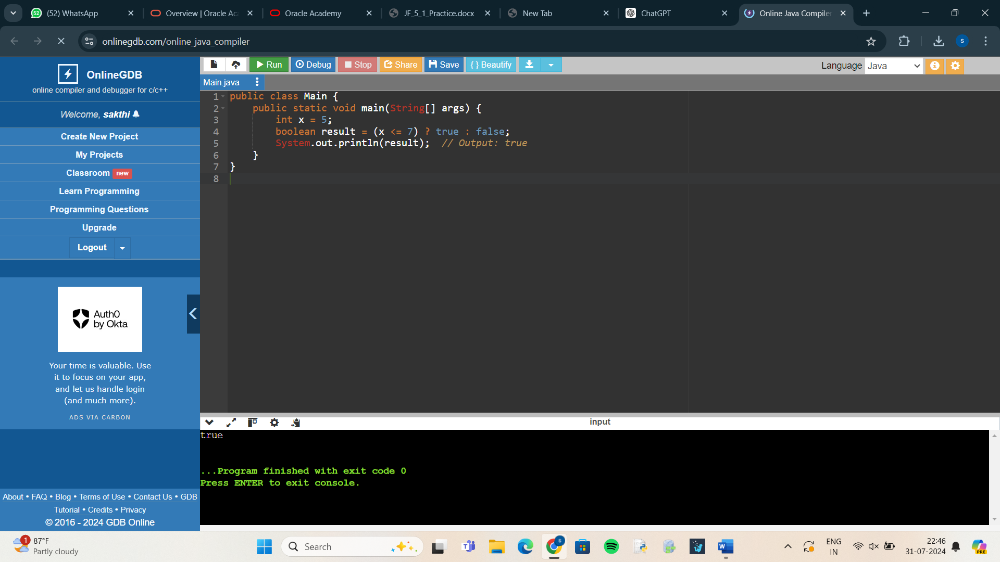 (52) WhatsApp
Overview | Oracle Ac
Oracle Academy
JF_5_1_Practice.docx
New Tab
ChatGPT
Online Java Compiler
onlinegdb.com/online_java_compiler
S
OnlineGDB
online compiler and debugger for c/c++
Welcome, sakthi
Create New Project
My Projects
Classroom new
Learn Programming
Programming Questions
Upgrade
Logout
Auth0
by Okta
Your time is valuable. Use
it to focus on your app,
and let us handle login
(and much more).
ADS VIA CARBON
About • FAQ • Blog • Terms of Use • Contact Us • GDB
Tutorial • Credits • Privacy
© 2016 - 2024 GDB Online
Run Debug Stop Share Save { } Beautify
Language Java
Main.java
1 public class Main {
2 public static void main(String[] args) {
3 int x = 5;
4 boolean result = (x <= 7) ? true : false;
5 System.out.println(result); // Output: true
6 }
7 }
8
input
true
...Program finished with exit code 0
Press ENTER to exit console.
1
87°F
Partly cloudy
Search
ENG
IN
22:46
31-07-2024
PRE